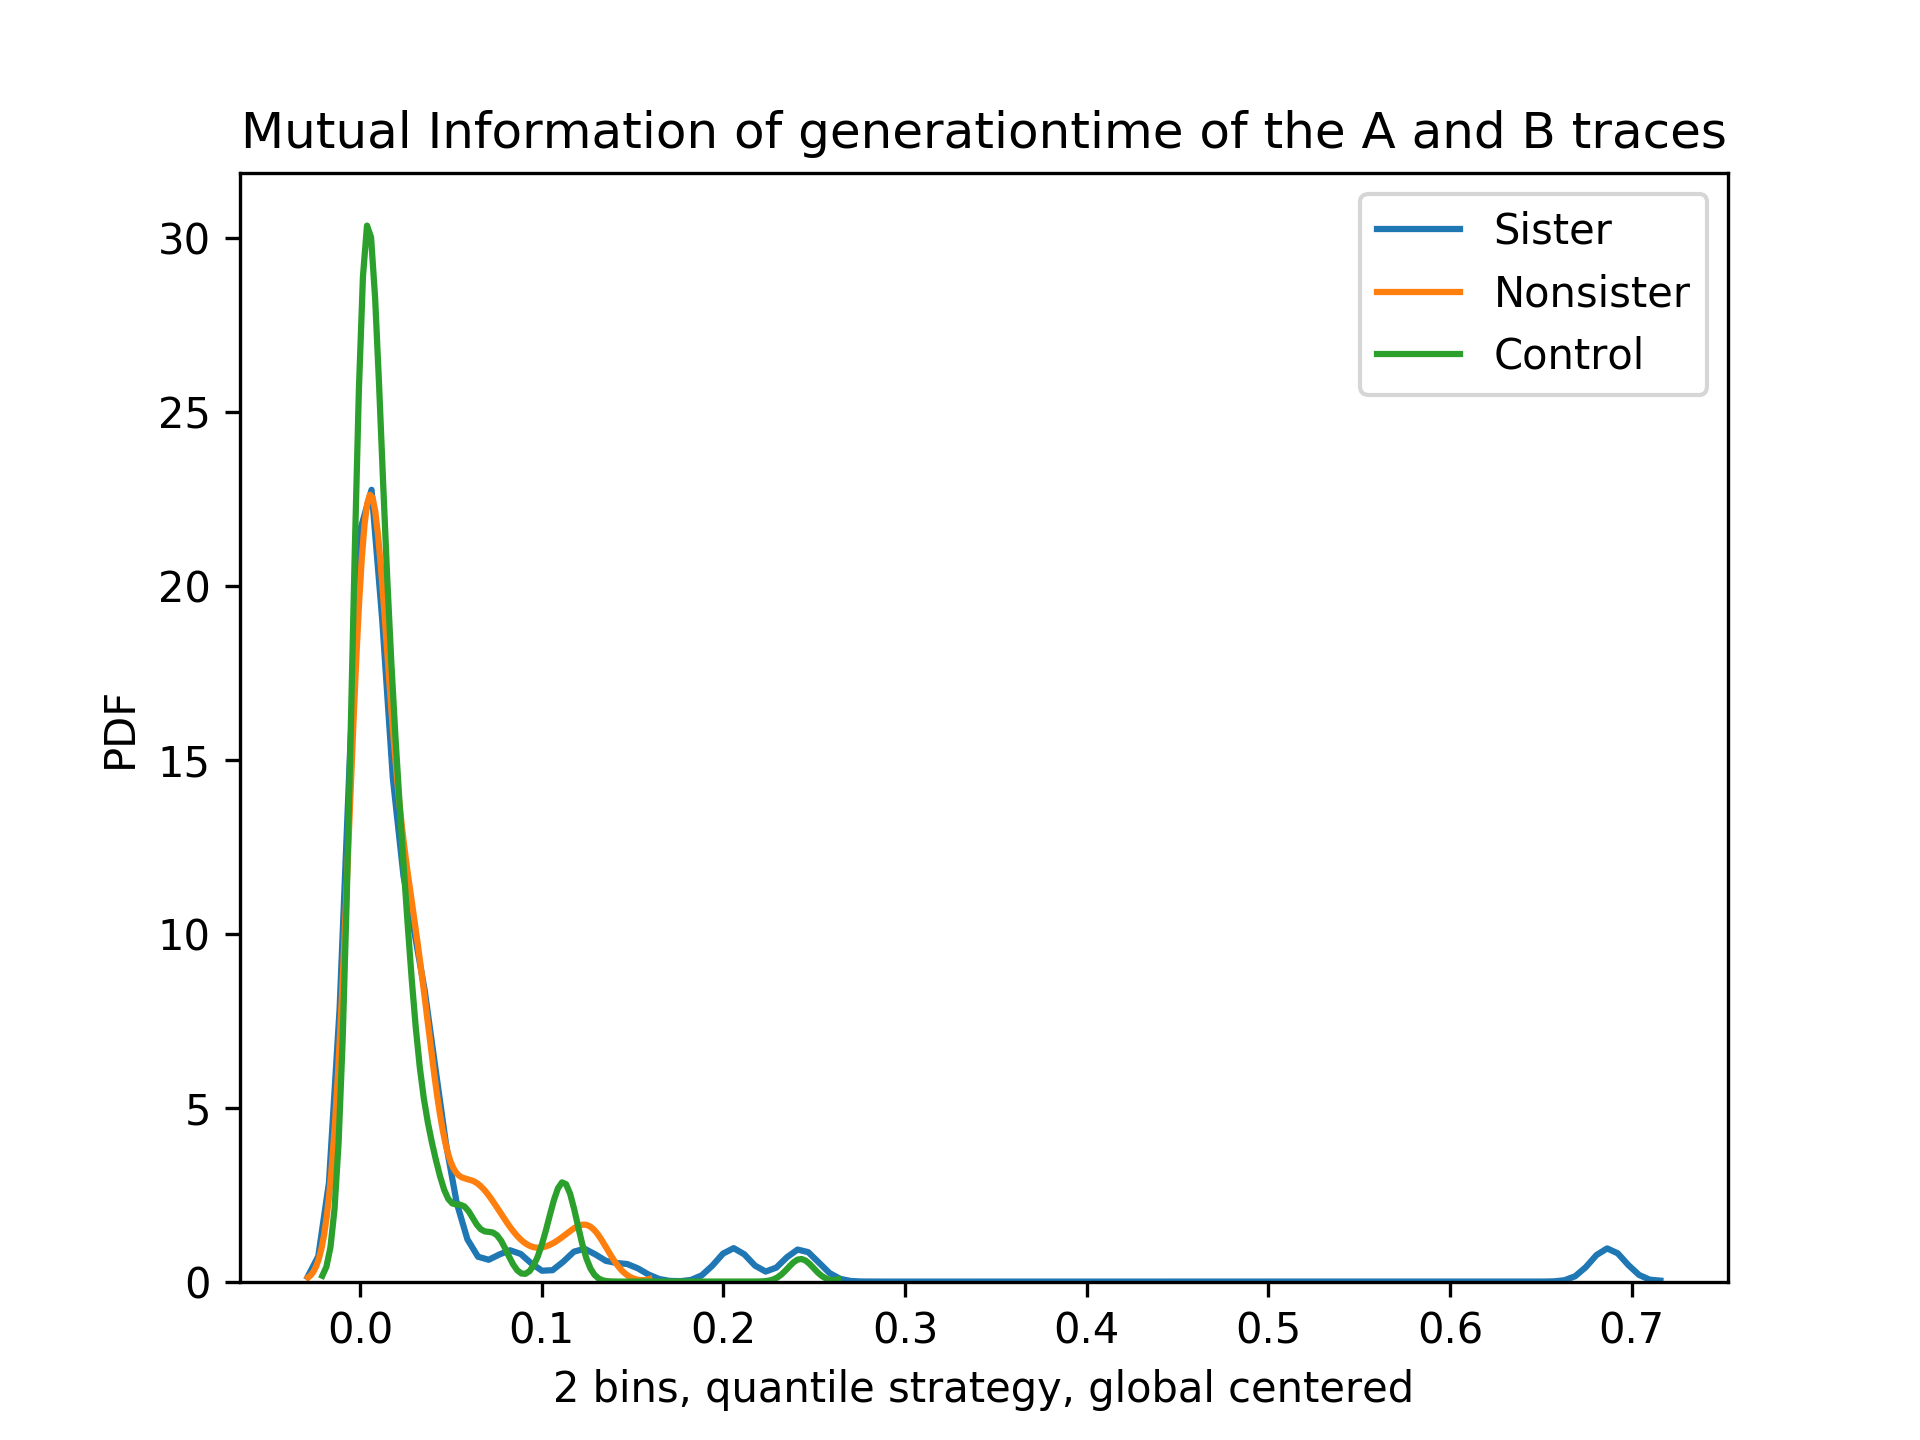 Mutual Information of generationtime of the A and B traces
Sister
Nonsister
Control
PDF
30
25
20
15
10
5
0
0.0 0.1 0.2 0.3 0.4 0.5 0.6 0.7
2 bins, quantile strategy, global centered